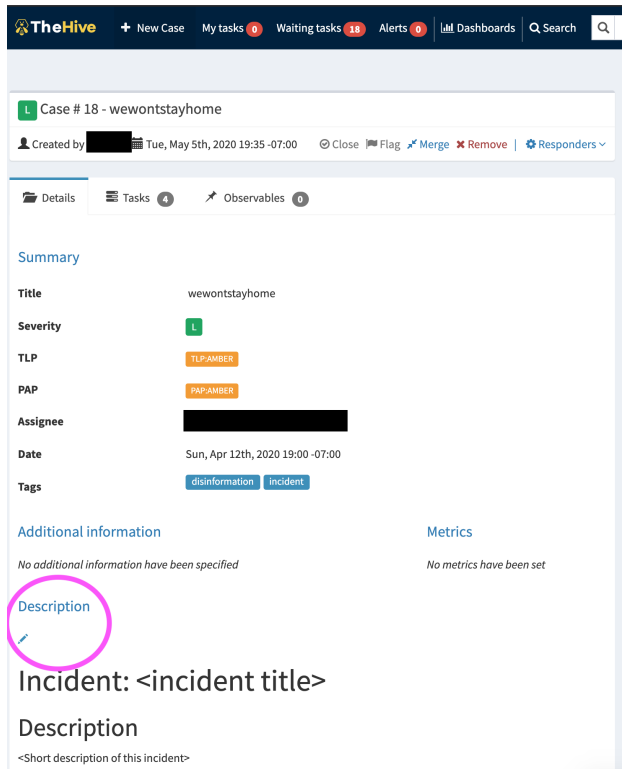 TheHive + New Case My tasks 0 Waiting tasks 18 Alerts 0 Dashboards Search
L Case # 18 - wewontstayhome
Created by Tue, May 5th, 2020 19:35 -07:00 Close Flag Merge Remove | Responders
Details Tasks 4 Observables 0
Summary
Title wewontstayhome
Severity L
TLP TLP:AMBER
PAP PAP:AMBER
Assignee
Date Sun, Apr 12th, 2020 19:00 -07:00
Tags disinformation incident
Additional information Metrics
No additional information have been specified No metrics have been set
Description
Incident: <incident title>
Description
<Short description of this incident>